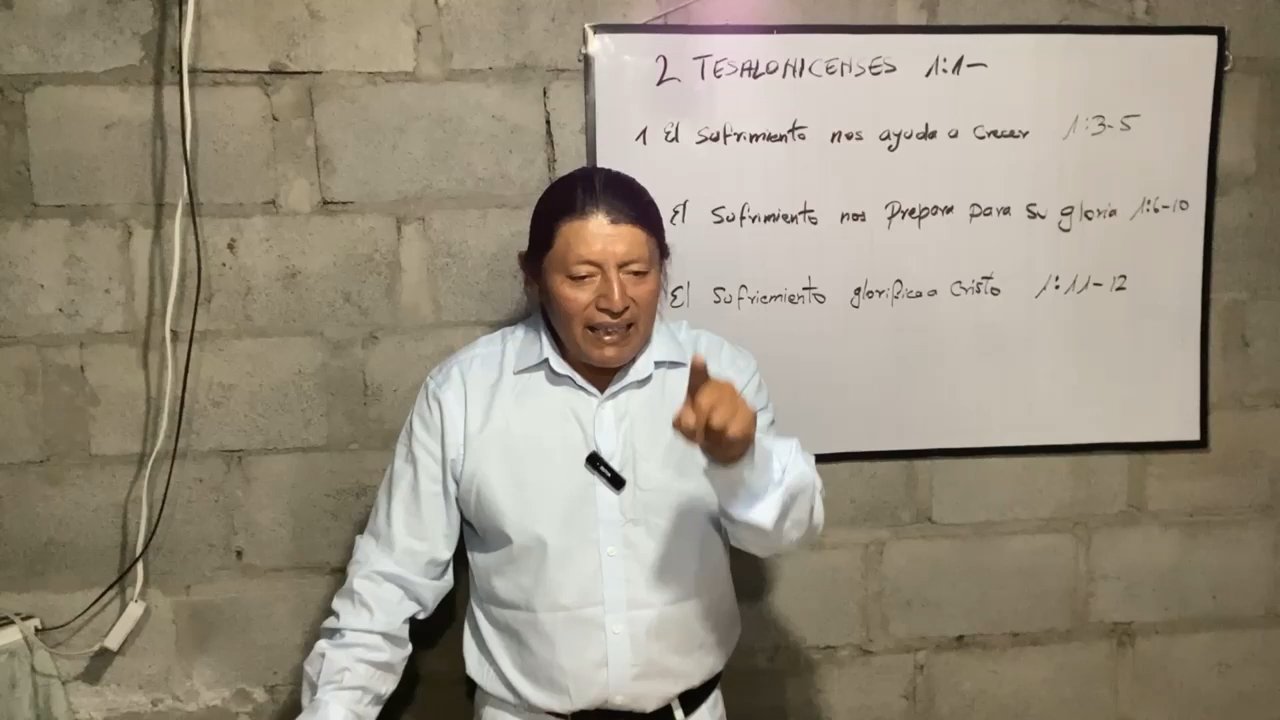 2 TESALONICENSES 1:1-
1 El Sufrimiento nos ayuda a Crecer 1:3-5
El Sufrimiento nos Prepara Para Su gloria 1:6-10
El Sufriemiento glorifica a Cristo 1:11-12